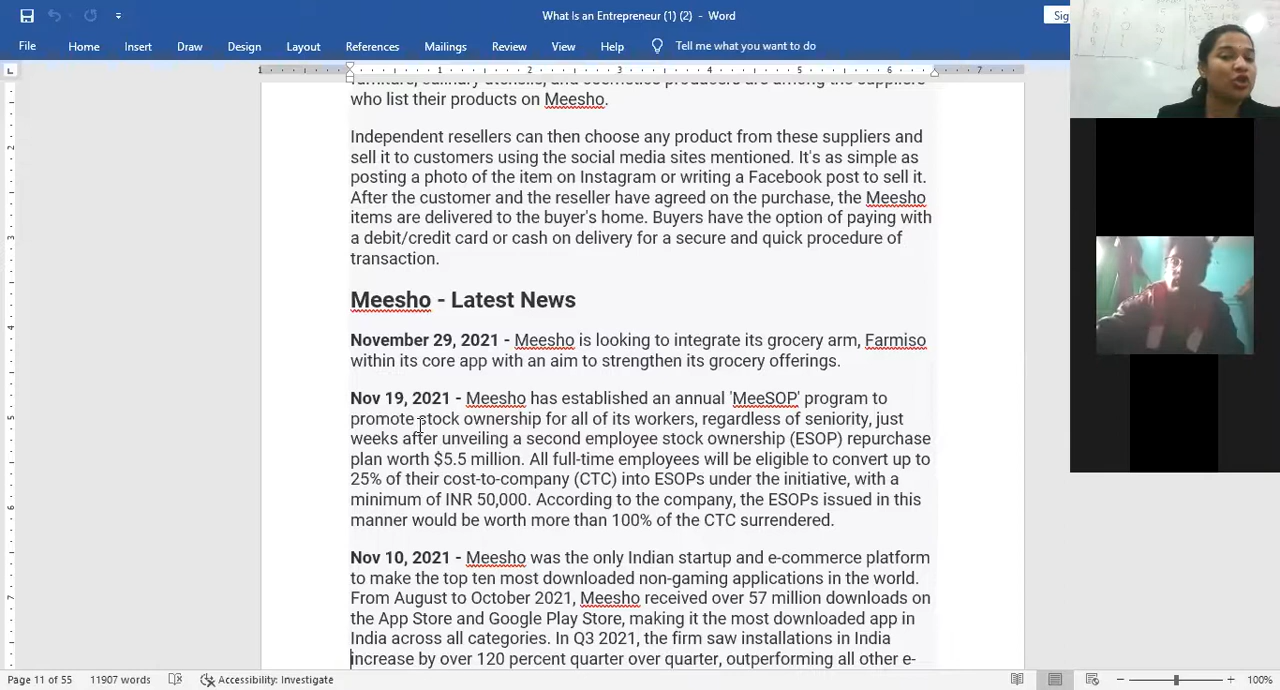 What Is an Entrepreneur (1) (2) - Word
Sig
File Home Insert Draw Design Layout References Mailings Review View Help Tell me what you want to do
1 1 2 3 4 5 6 7
who list their products on Meesho.
Independent resellers can then choose any product from these suppliers and
sell it to customers using the social media sites mentioned. It's as simple as
posting a photo of the item on Instagram or writing a Facebook post to sell it.
After the customer and the reseller have agreed on the purchase, the Meesho
items are delivered to the buyer's home. Buyers have the option of paying with
a debit/credit card or cash on delivery for a secure and quick procedure of
transaction.
Meesho - Latest News
November 29, 2021 - Meesho is looking to integrate its grocery arm, Farmiso
within its core app with an aim to strengthen its grocery offerings.
Nov 19, 2021 - Meesho has established an annual 'MeeSOP' program to
promote stock ownership for all of its workers, regardless of seniority, just
weeks after unveiling a second employee stock ownership (ESOP) repurchase
plan worth $5.5 million. All full-time employees will be eligible to convert up to
25% of their cost-to-company (CTC) into ESOPs under the initiative, with a
minimum of INR 50,000. According to the company, the ESOPs issued in this
manner would be worth more than 100% of the CTC surrendered.
Nov 10, 2021 - Meesho was the only Indian startup and e-commerce platform
to make the top ten most downloaded non-gaming applications in the world.
From August to October 2021, Meesho received over 57 million downloads on
the App Store and Google Play Store, making it the most downloaded app in
India across all categories. In Q3 2021, the firm saw installations in India
increase by over 120 percent quarter over quarter, outperforming all other e-
Page 11 of 55 11907 words Accessibility: Investigate 100%